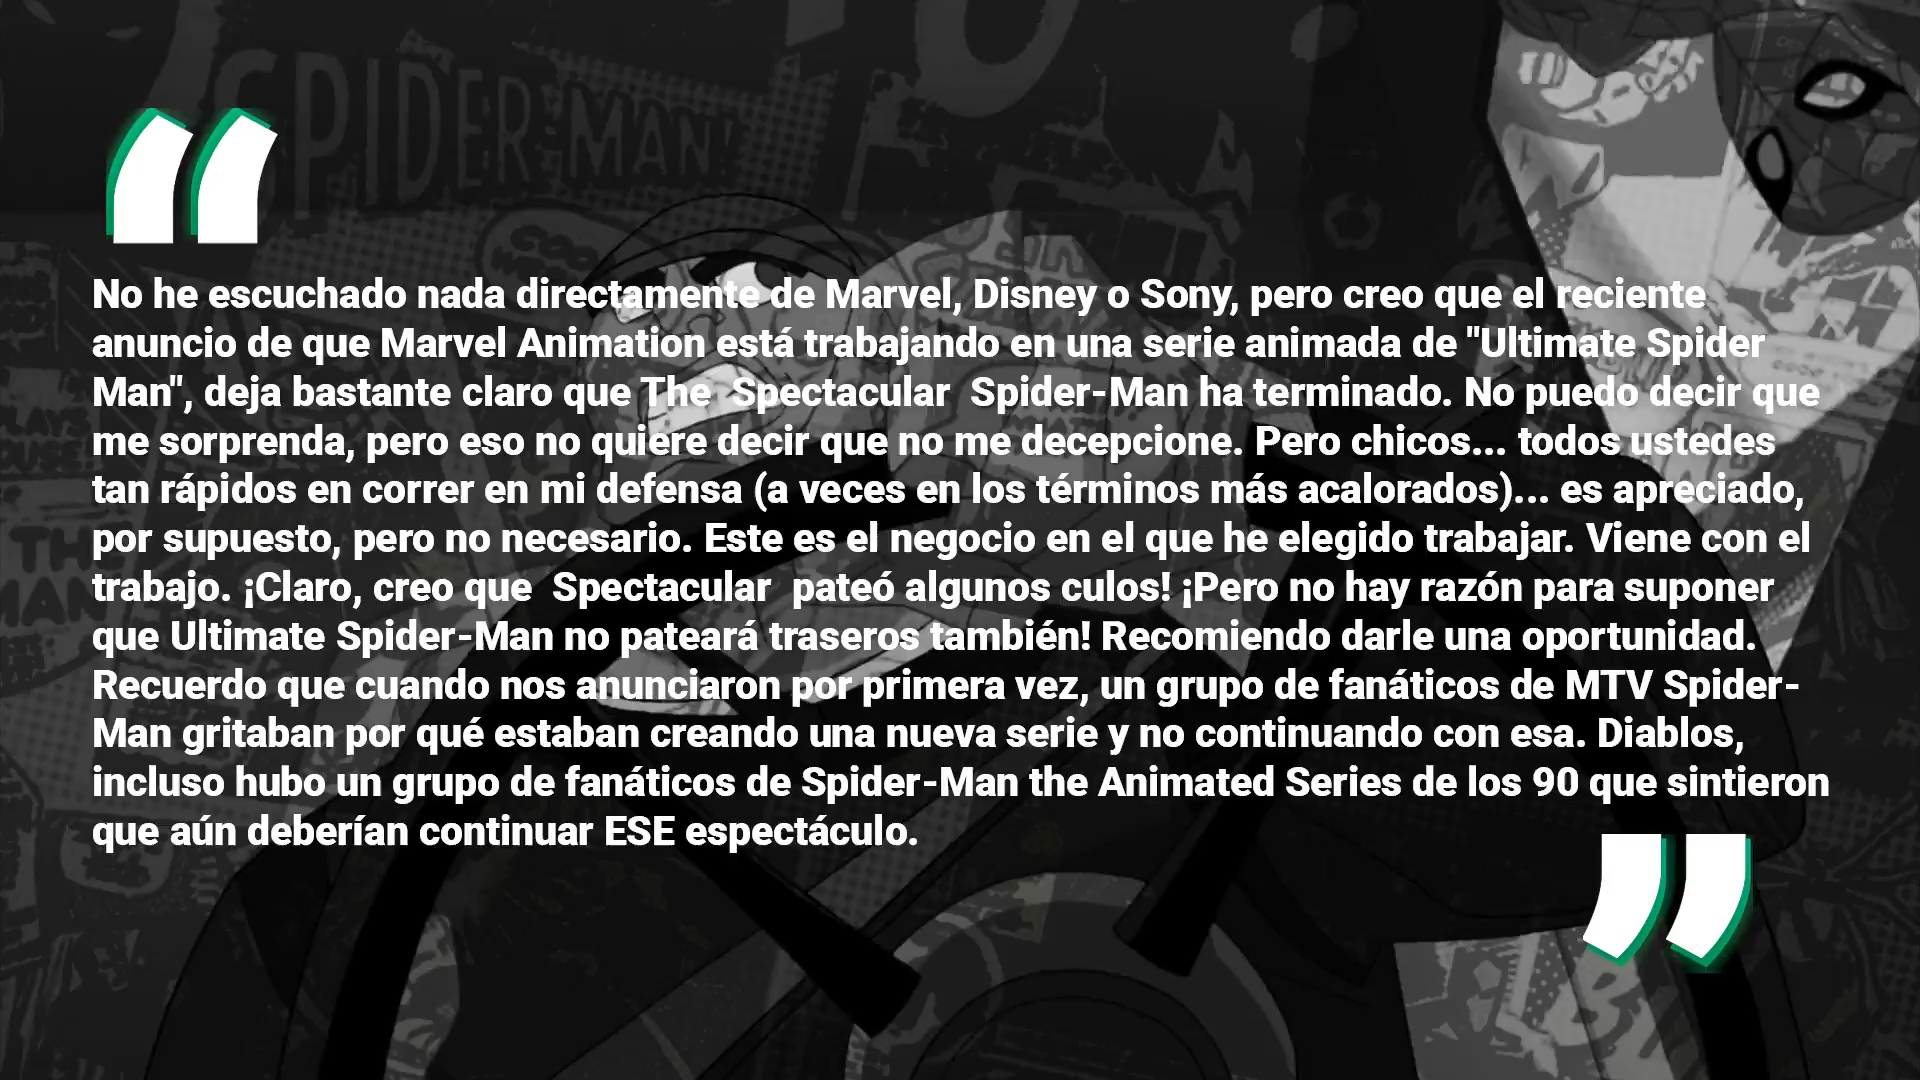 SPIDER-MAN!
No he escuchado nada directamente de Marvel, Disney o Sony, pero creo que el reciente
anuncio de que Marvel Animation está trabajando en una serie animada de "Ultimate Spider
Man", deja bastante claro que The  Spectacular  Spider-Man ha terminado. No puedo decir que
me sorprenda, pero eso no quiere decir que no me decepcione. Pero chicos... todos ustedes
tan rápidos en correr en mi defensa (a veces en los términos más acalorados)... es apreciado,
por supuesto, pero no necesario. Este es el negocio en el que he elegido trabajar. Viene con el
trabajo. ¡Claro, creo que  Spectacular  pateó algunos culos! ¡Pero no hay razón para suponer
que Ultimate Spider-Man no pateará traseros también! Recomiendo darle una oportunidad.
Recuerdo que cuando nos anunciaron por primera vez, un grupo de fanáticos de MTV Spider-
Man gritaban por qué estaban creando una nueva serie y no continuando con esa. Diablos,
incluso hubo un grupo de fanáticos de Spider-Man the Animated Series de los 90 que sintieron
que aún deberían continuar ESE espectáculo.